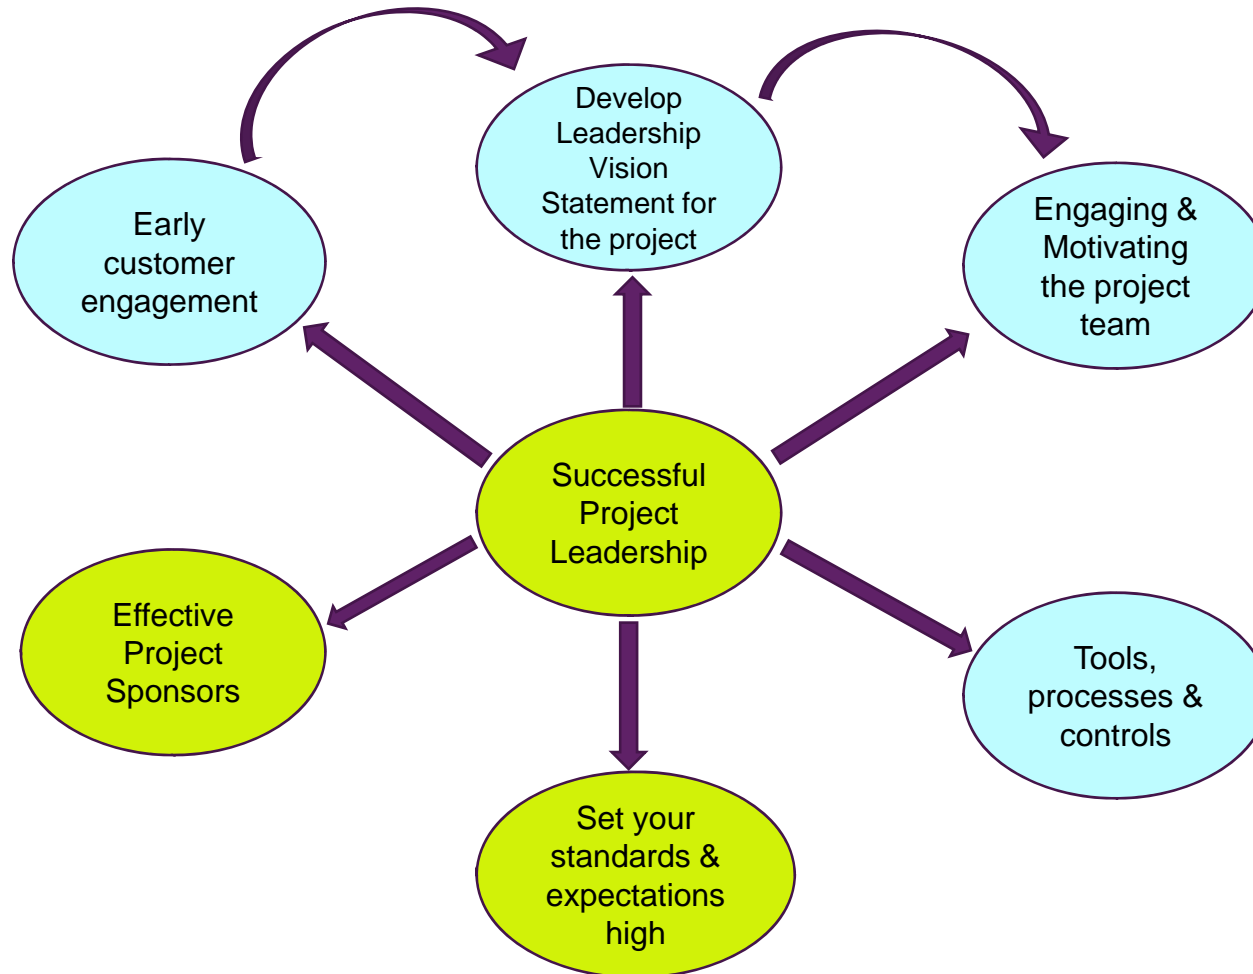 Develop
Leadership
Vision
Statement for
the project
Early
customer
engagement
Engaging &
Motivating
the project
team
Successful
Project
Leadership
Effective
Project
Sponsors
Tools,
processes &
controls
Set your
standards &
expectations
high